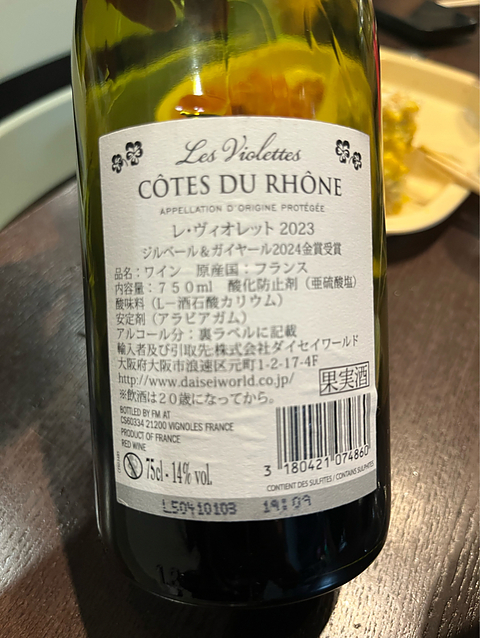 Les Violettes
CÔTES DU RHÔNE
APPELLATION D'ORIGINE PROTÉGÉE
レ・ヴィオレット 2023
ジルベール＆ガイヤール2024金賞受賞
品名：ワイン　原産国：フランス
内容量：７５０ml　酸化防止剤（亜硫酸塩）
酸味料（L－酒石酸カリウム）
安定剤（アラビアガム）
アルコール分：裏ラベルに記載
輸入者及び引取先:株式会社ダイセイワールド
大阪府大阪市浪速区元町1-2-17-4F
http://www.daiseiworld.co.jp/
果実酒
※飲酒は２０歳になってから。
BOTTLED BY FM AT
CS60334 21200 VIGNOLES FRANCE
PRODUCT OF FRANCE
RED WINE
75cl - 14% vol.
3 180421 074860
CONTIENT DES SULFITES / CONTAINS SULPHITES
L50410103 19:09